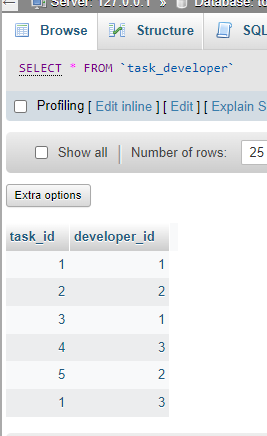 Server: 127.0.0.1 » Database:
Browse Structure SQL
SELECT * FROM `task_developer`
Profiling [ Edit inline ] [ Edit ] [ Explain S
Show all Number of rows: 25
Extra options
task_id developer_id
1 1
2 2
3 1
4 3
5 2
1 3